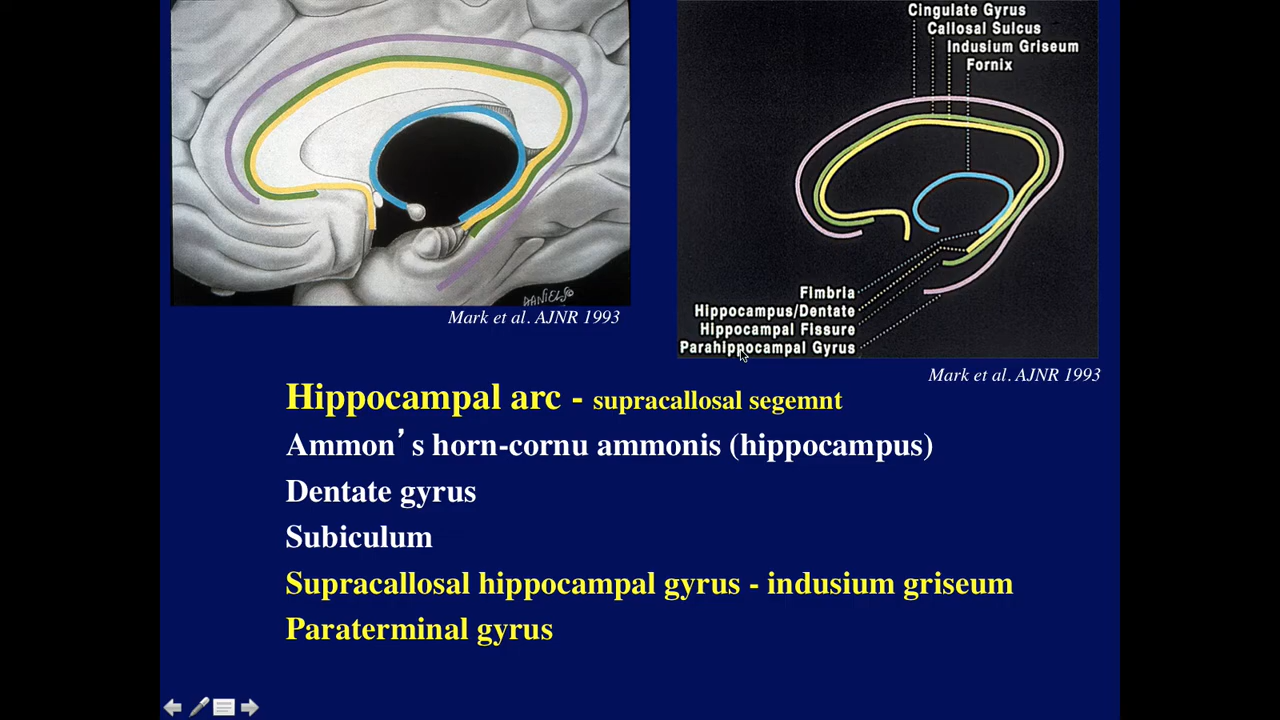 Cingulate Gyrus
Callosal Sulcus
Indusium Griseum
Fornix
DANIELS©
Mark et al. AJNR 1993
Fimbria
Hippocampus/Dentate
Hippocampal Fissure
Parahippocampal Gyrus
Mark et al. AJNR 1993
Hippocampal arc - supracallosal segemnt
Ammon’s horn-cornu ammonis (hippocampus)
Dentate gyrus
Subiculum
Supracallosal hippocampal gyrus - indusium griseum
Paraterminal gyrus